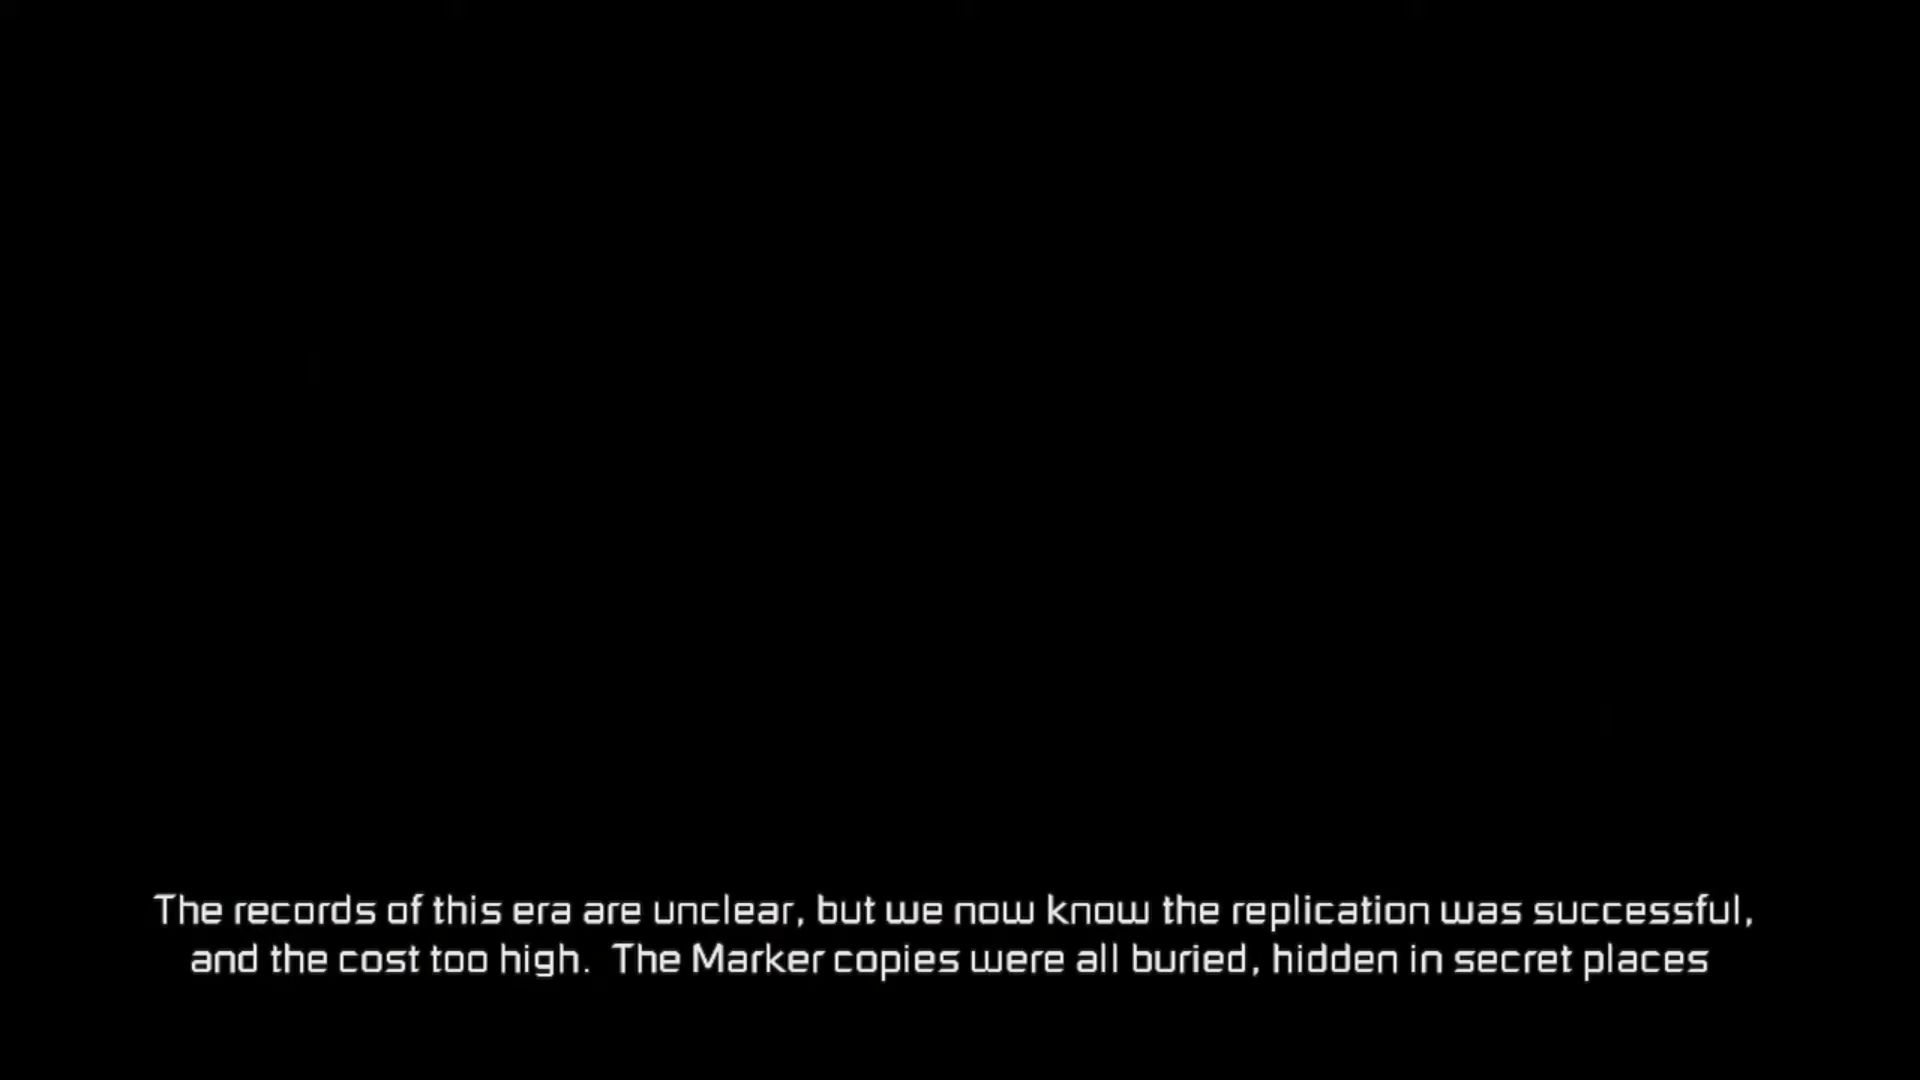 The records of this era are unclear, but we now know the replication was successful,
and the cost too high.  The Marker copies were all buried, hidden in secret places